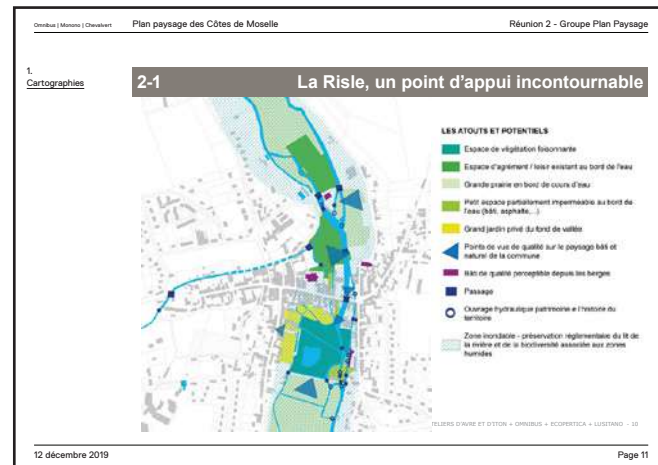 Omnibus | Monono | Chevalvert
Plan paysage des Côtes de Moselle
Réunion 2 - Groupe Plan Paysage
1.
Cartographies
2-1
La Risle, un point d'appui incontournable
LES ATOUTS ET POTENTIELS
Espace de végétation foisonnante
Espace d'agrément / loisir existant au bord de l'eau
Grande prairie en bord de cours d'eau
Petit espace partiellement imperméable au bord de
l'eau (bâti, asphalte,...)
Grand jardin privé du fond de vallée
Points de vue de qualité sur le paysage bâti et
naturel de la commune
Bâti de qualité perceptible depuis les berges
Passage
Ouvrage hydraulique patrimoine à l'histoire du
territoire
Zone inondable - préservation réglementaire du lit de
la rivière et de la biodiversité associée aux zones
humides
TELIERS D'AVRE ET D'ITON + OMNIBUS + ECOPERTICA + LUSITANO - 10
12 décembre 2019
Page 11